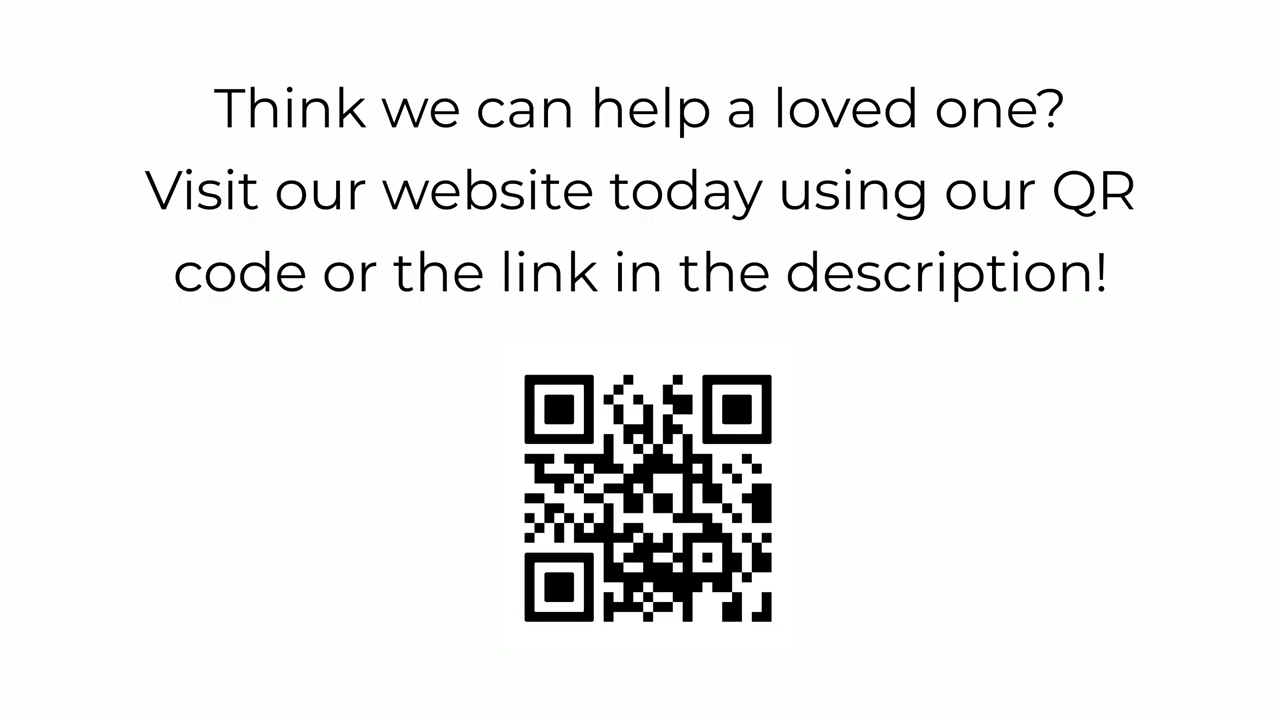 Think we can help a loved one?
Visit our website today using our QR
code or the link in the description!